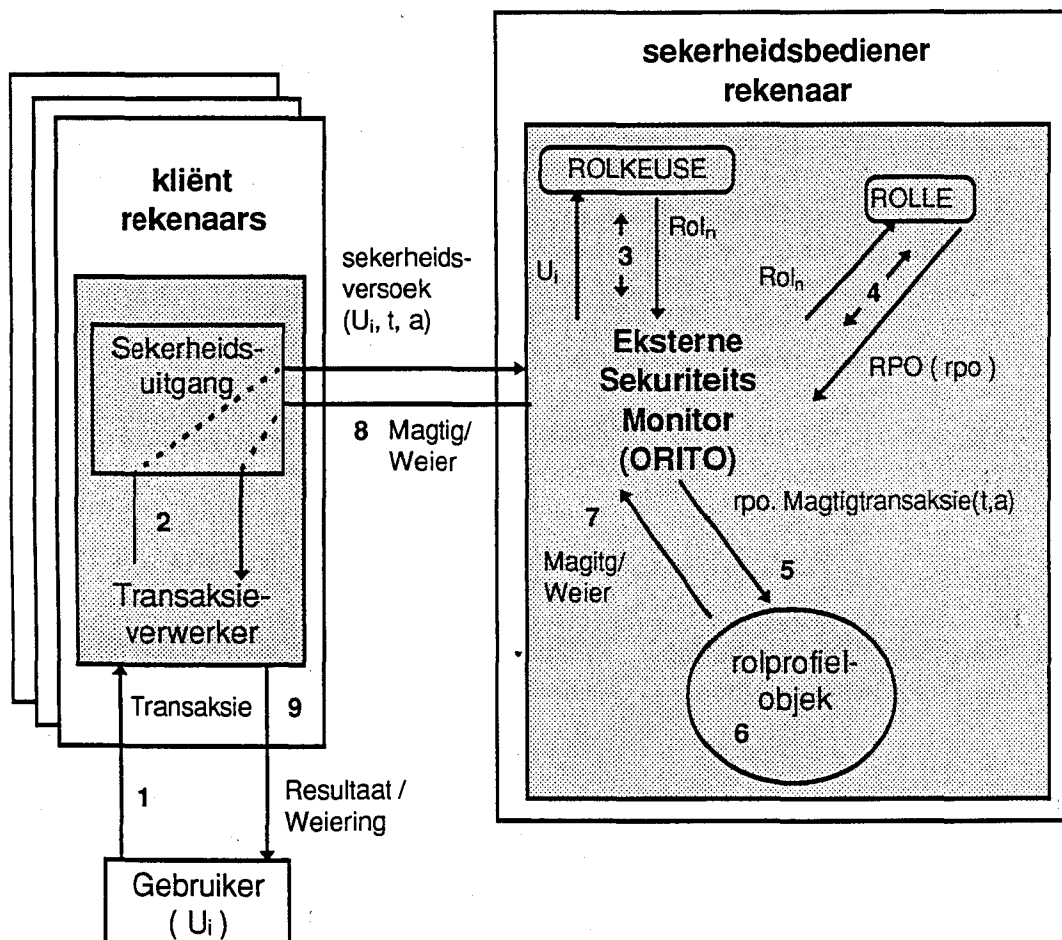 sekerheidsbediener
rekenaar
kliënt
rekenaars
Sekerheids-
uitgang
2
Transaksie-
verwerker
sekerheids-
versoek
(Ui, t, a)
8 Magtig/
Weier
ROLKEUSE
Ui
3
Roln
ROLLE
Roln
4
RPO ( rpo )
Eksterne
Sekuriteits
Monitor
(ORITO)
rpo. Magtigtransaksie(t,a)
7
Magitg/
Weier
5
rolprofiel-
objek
6
Transaksie
9
1
Resultaat /
Weiering
Gebruiker
( Ui )